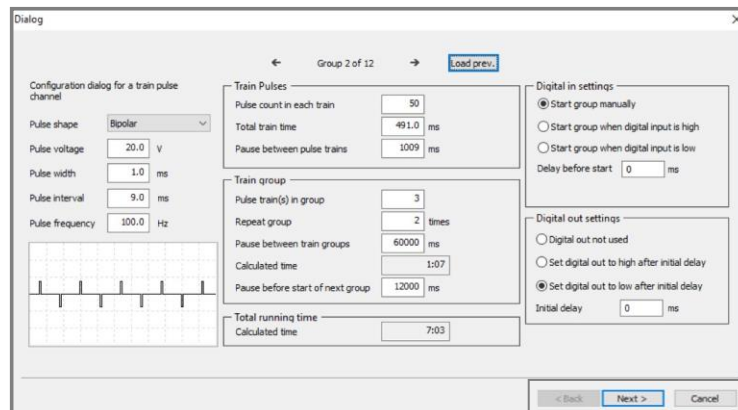 Dialog
← Group 2 of 12 → Load prev.
Configuration dialog for a train pulse
channel
Pulse shape Bipolar
Pulse voltage 20.0 V
Pulse width 1.0 ms
Pulse interval 9.0 ms
Pulse frequency 100.0 Hz
Train Pulses
Pulse count in each train 50
Total train time 491.0 ms
Pause between pulse trains 1009 ms
Train group
Pulse train(s) in group 3
Repeat group 2 times
Pause between train groups 60000 ms
Calculated time 1:07
Pause before start of next group 12000 ms
Total running time
Calculated time 7:03
Digital in settings
Start group manually
Start group when digital input is high
Start group when digital input is low
Delay before start 0 ms
Digital out settings
Digital out not used
Set digital out to high after initial delay
Set digital out to low after initial delay
Initial delay 0 ms
< Back Next > Cancel